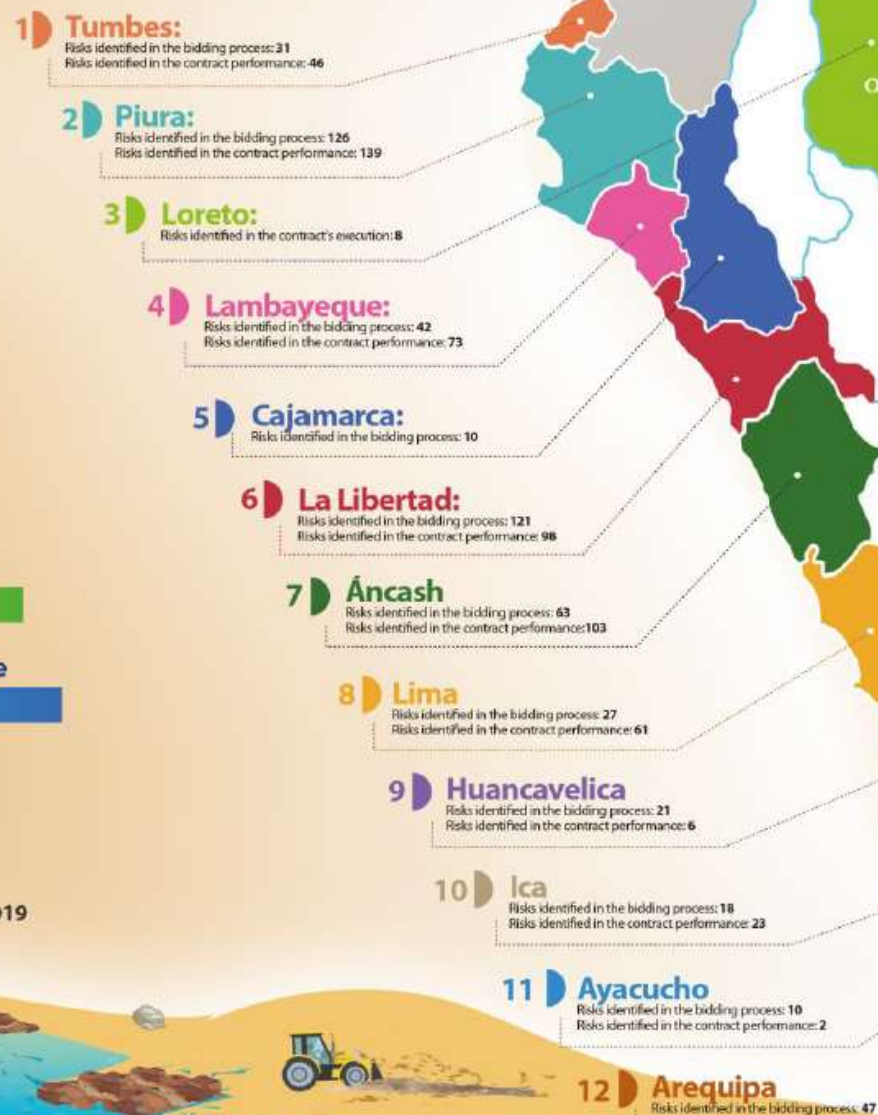 1 Tumbes:
Risks identified in the bidding process: 31
Risks identified in the contract performance: 46
2 Piura:
Risks identified in the bidding process: 126
Risks identified in the contract performance: 139
3 Loreto:
Risks identified in the contract's execution: 8
4 Lambayeque:
Risks identified in the bidding process: 42
Risks identified in the contract performance: 73
5 Cajamarca:
Risks identified in the bidding process: 10
6 La Libertad:
Risks identified in the bidding process: 121
Risks identified in the contract performance: 98
7 Áncash
Risks identified in the bidding process: 63
Risks identified in the contract performance:103
8 Lima
Risks identified in the bidding process: 27
Risks identified in the contract performance: 61
9 Huancavelica
Risks identified in the bidding process: 21
Risks identified in the contract performance: 6
10 Ica
Risks identified in the bidding process: 18
Risks identified in the contract performance: 23
11 Ayacucho
Risks identified in the bidding process: 10
Risks identified in the contract performance: 2
12 Arequipa
Risks identified in the bidding process: 47